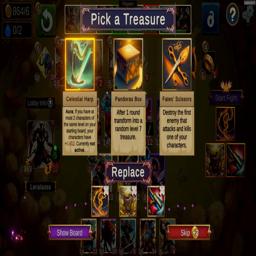 Pick a Treasure
Celestial Harp
Pandoras Box
Fates' Scissors
Aura: If you have at
most 2 characters of
the same level on your
starting board, your
characters have
Currently not
active.
After 1 round
transform into a
random level 7
treasure.
Destroy the first
enemy that
attacks and kills
one of your
characters.
Start Fight
Replace
Show Board
Skip